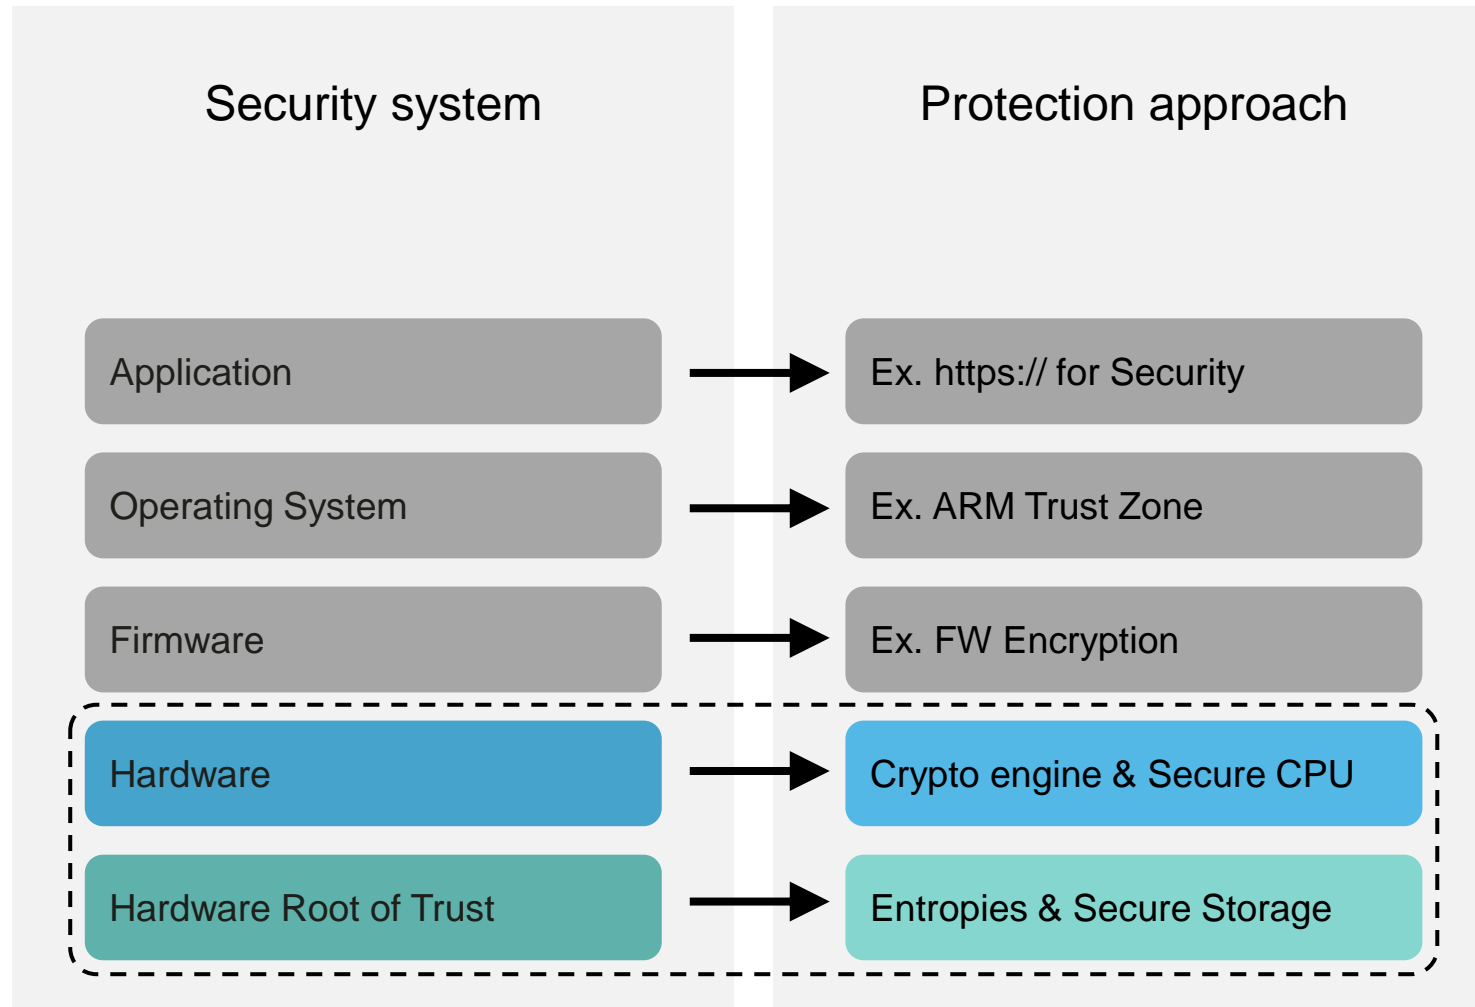 Security system
Protection approach
Application
Ex. https:// for Security
Operating System
Ex. ARM Trust Zone
Firmware
Ex. FW Encryption
Hardware
Crypto engine & Secure CPU
Hardware Root of Trust
Entropies & Secure Storage